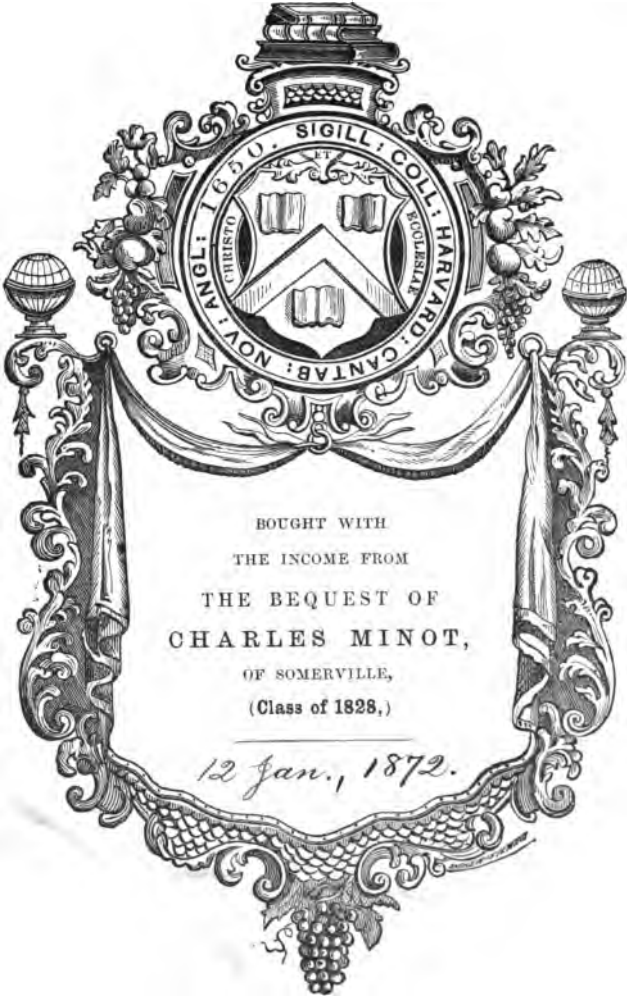 SIGILL: COLL: HARVARD: CANTAB: NOV: ANGL: 1650.
CHRISTO
ET
ECCLESIAE
BOUGHT WITH
THE INCOME FROM
THE BEQUEST OF
CHARLES MINOT,
OF SOMERVILLE,
(Class of 1828,)
12 Jan., 1872.